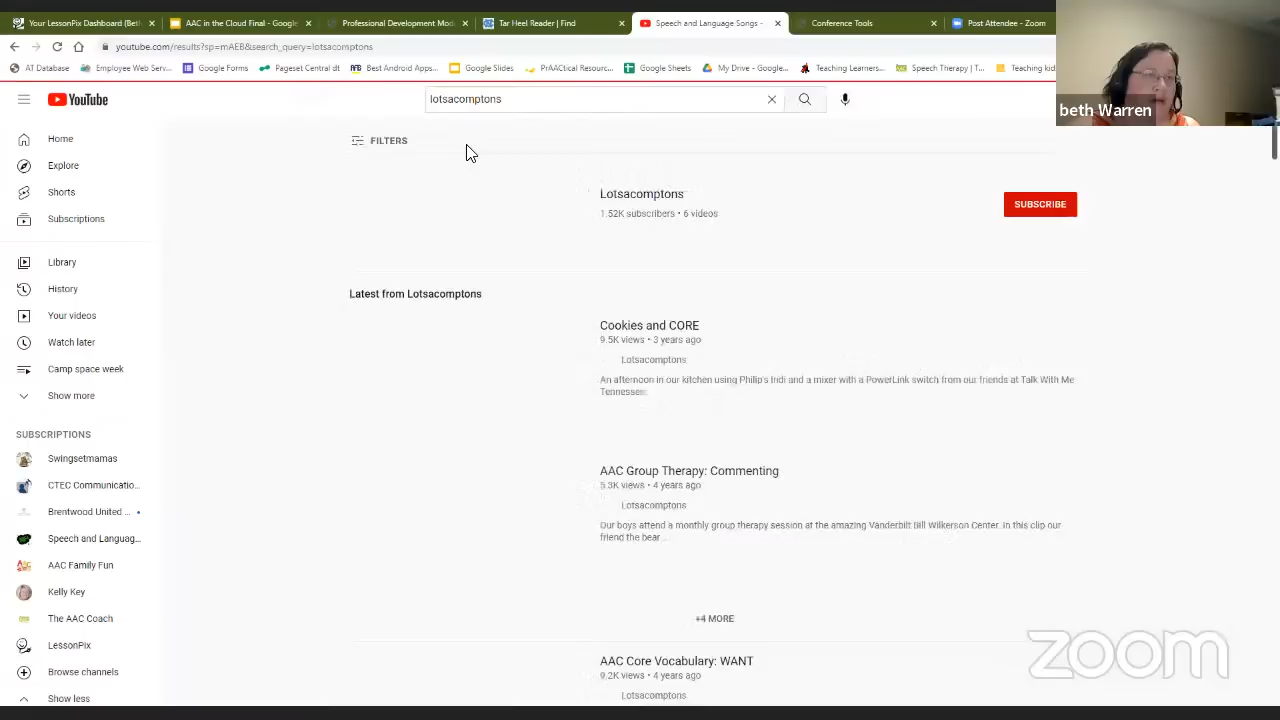 Your LessonPix Dashboard (Bet
AAC in the Cloud Final - Google
Professional Development Mod
Tar Heel Reader | Find
Speech and Language Songs -
Conference Tools
Post Attendee - Zoom
youtube.com/results?sp=mAEB&search_query=lotsacomptons
AT Database
Employee Web Serv...
Google Forms
Pageset Central dt
Best Android Apps...
Google Slides
PrAACtical Resourc...
Google Sheets
My Drive - Google...
Teaching Learners...
Speech Therapy | T...
Teaching kid
beth Warren
YouTube
lotsacomptons
Home
Explore
Shorts
Subscriptions
Library
History
Your videos
Watch later
Camp space week
Show more
SUBSCRIPTIONS
Swingsetmamas
CTEC Communicatio...
Brentwood United ...
Speech and Languag...
AAC Family Fun
Kelly Key
The AAC Coach
LessonPix
Browse channels
Show less
FILTERS
Lotsacomptons
1.52K subscribers • 6 videos
SUBSCRIBE
Latest from Lotsacomptons
Cookies and CORE
9.5K views • 3 years ago
Lotsacomptons
An afternoon in our kitchen using Philip's Indi and a mixer with a PowerLink switch from our friends at Talk With Me
Tennessee.
AAC Group Therapy: Commenting
5.3K views • 4 years ago
Lotsacomptons
Our boys attend a monthly group therapy session at the amazing Vanderbilt Bill Wilkerson Center. In this clip our
friend the bear ...
+4 MORE
AAC Core Vocabulary: WANT
9.2K views • 4 years ago
Lotsacomptons
zoom